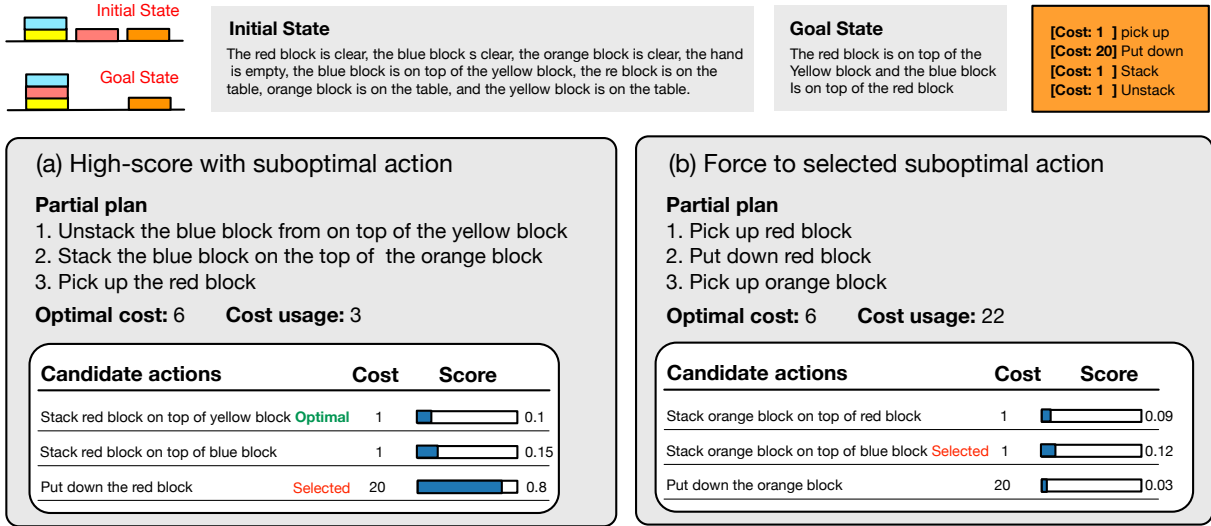 Initial State
Goal State
Initial State
The red block is clear, the blue block s clear, the orange block is clear, the hand
is empty, the blue block is on top of the yellow block, the re block is on the
table, orange block is on the table, and the yellow block is on the table.
Goal State
The red block is on top of the
Yellow block and the blue block
Is on top of the red block
[Cost: 1 ] pick up
[Cost: 20] Put down
[Cost: 1 ] Stack
[Cost: 1 ] Unstack
(a) High-score with suboptimal action
Partial plan
1. Unstack the blue block from on top of the yellow block
2. Stack the blue block on the top of the orange block
3. Pick up the red block
Optimal cost: 6 Cost usage: 3
Candidate actions Cost Score
Stack red block on top of yellow block Optimal 1 0.1
Stack red block on top of blue block 1 0.15
Put down the red block Selected 20 0.8
(b) Force to selected suboptimal action
Partial plan
1. Pick up red block
2. Put down red block
3. Pick up orange block
Optimal cost: 6 Cost usage: 22
Candidate actions Cost Score
Stack orange block on top of red block 1 0.09
Stack orange block on top of blue block Selected 1 0.12
Put down the orange block 20 0.03